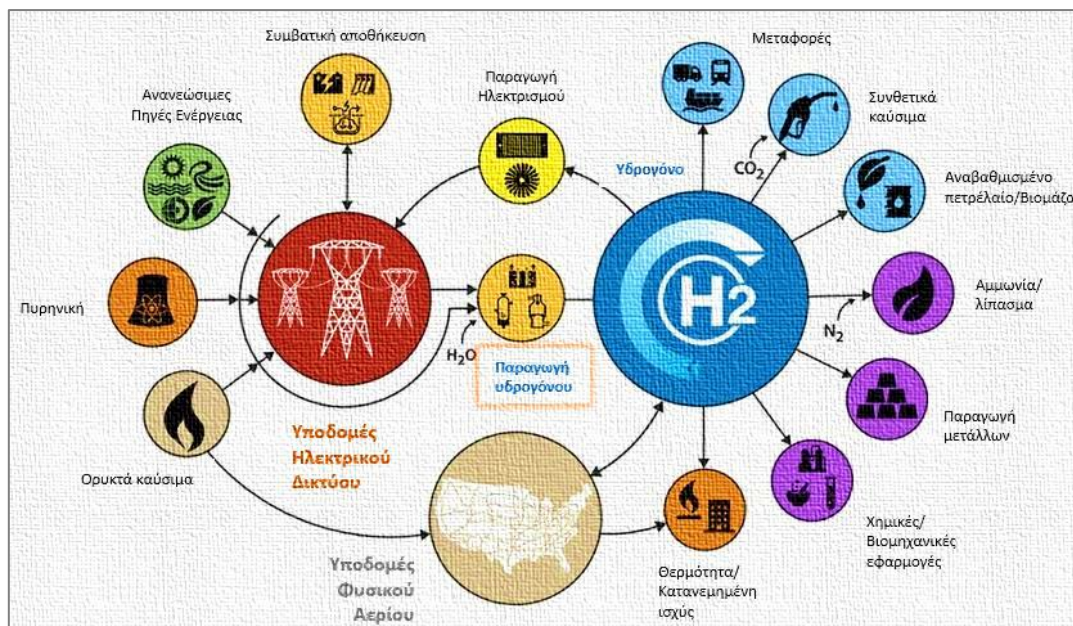 Συμβατική αποθήκευση
Μεταφορές
Ανανεώσιμες
Πηγές Ενέργειας
Παραγωγή
Ηλεκτρισμού
Συνθετικά
καύσιμα
CO2
Υδρογόνο
Αναβαθμισμένο
πετρέλαιο/Βιομάζα
Πυρηνική
H2
Αμμωνία/
λίπασμα
N2
H2O
Παραγωγή
υδρογόνου
Παραγωγή
μετάλλων
Υποδομές
Ηλεκτρικού
Δικτύου
Ορυκτά καύσιμα
Χημικές/
Βιομηχανικές
εφαρμογές
Υποδομές
Φυσικού
Αερίου
Θερμότητα/
Κατανεμημένη
ισχύς